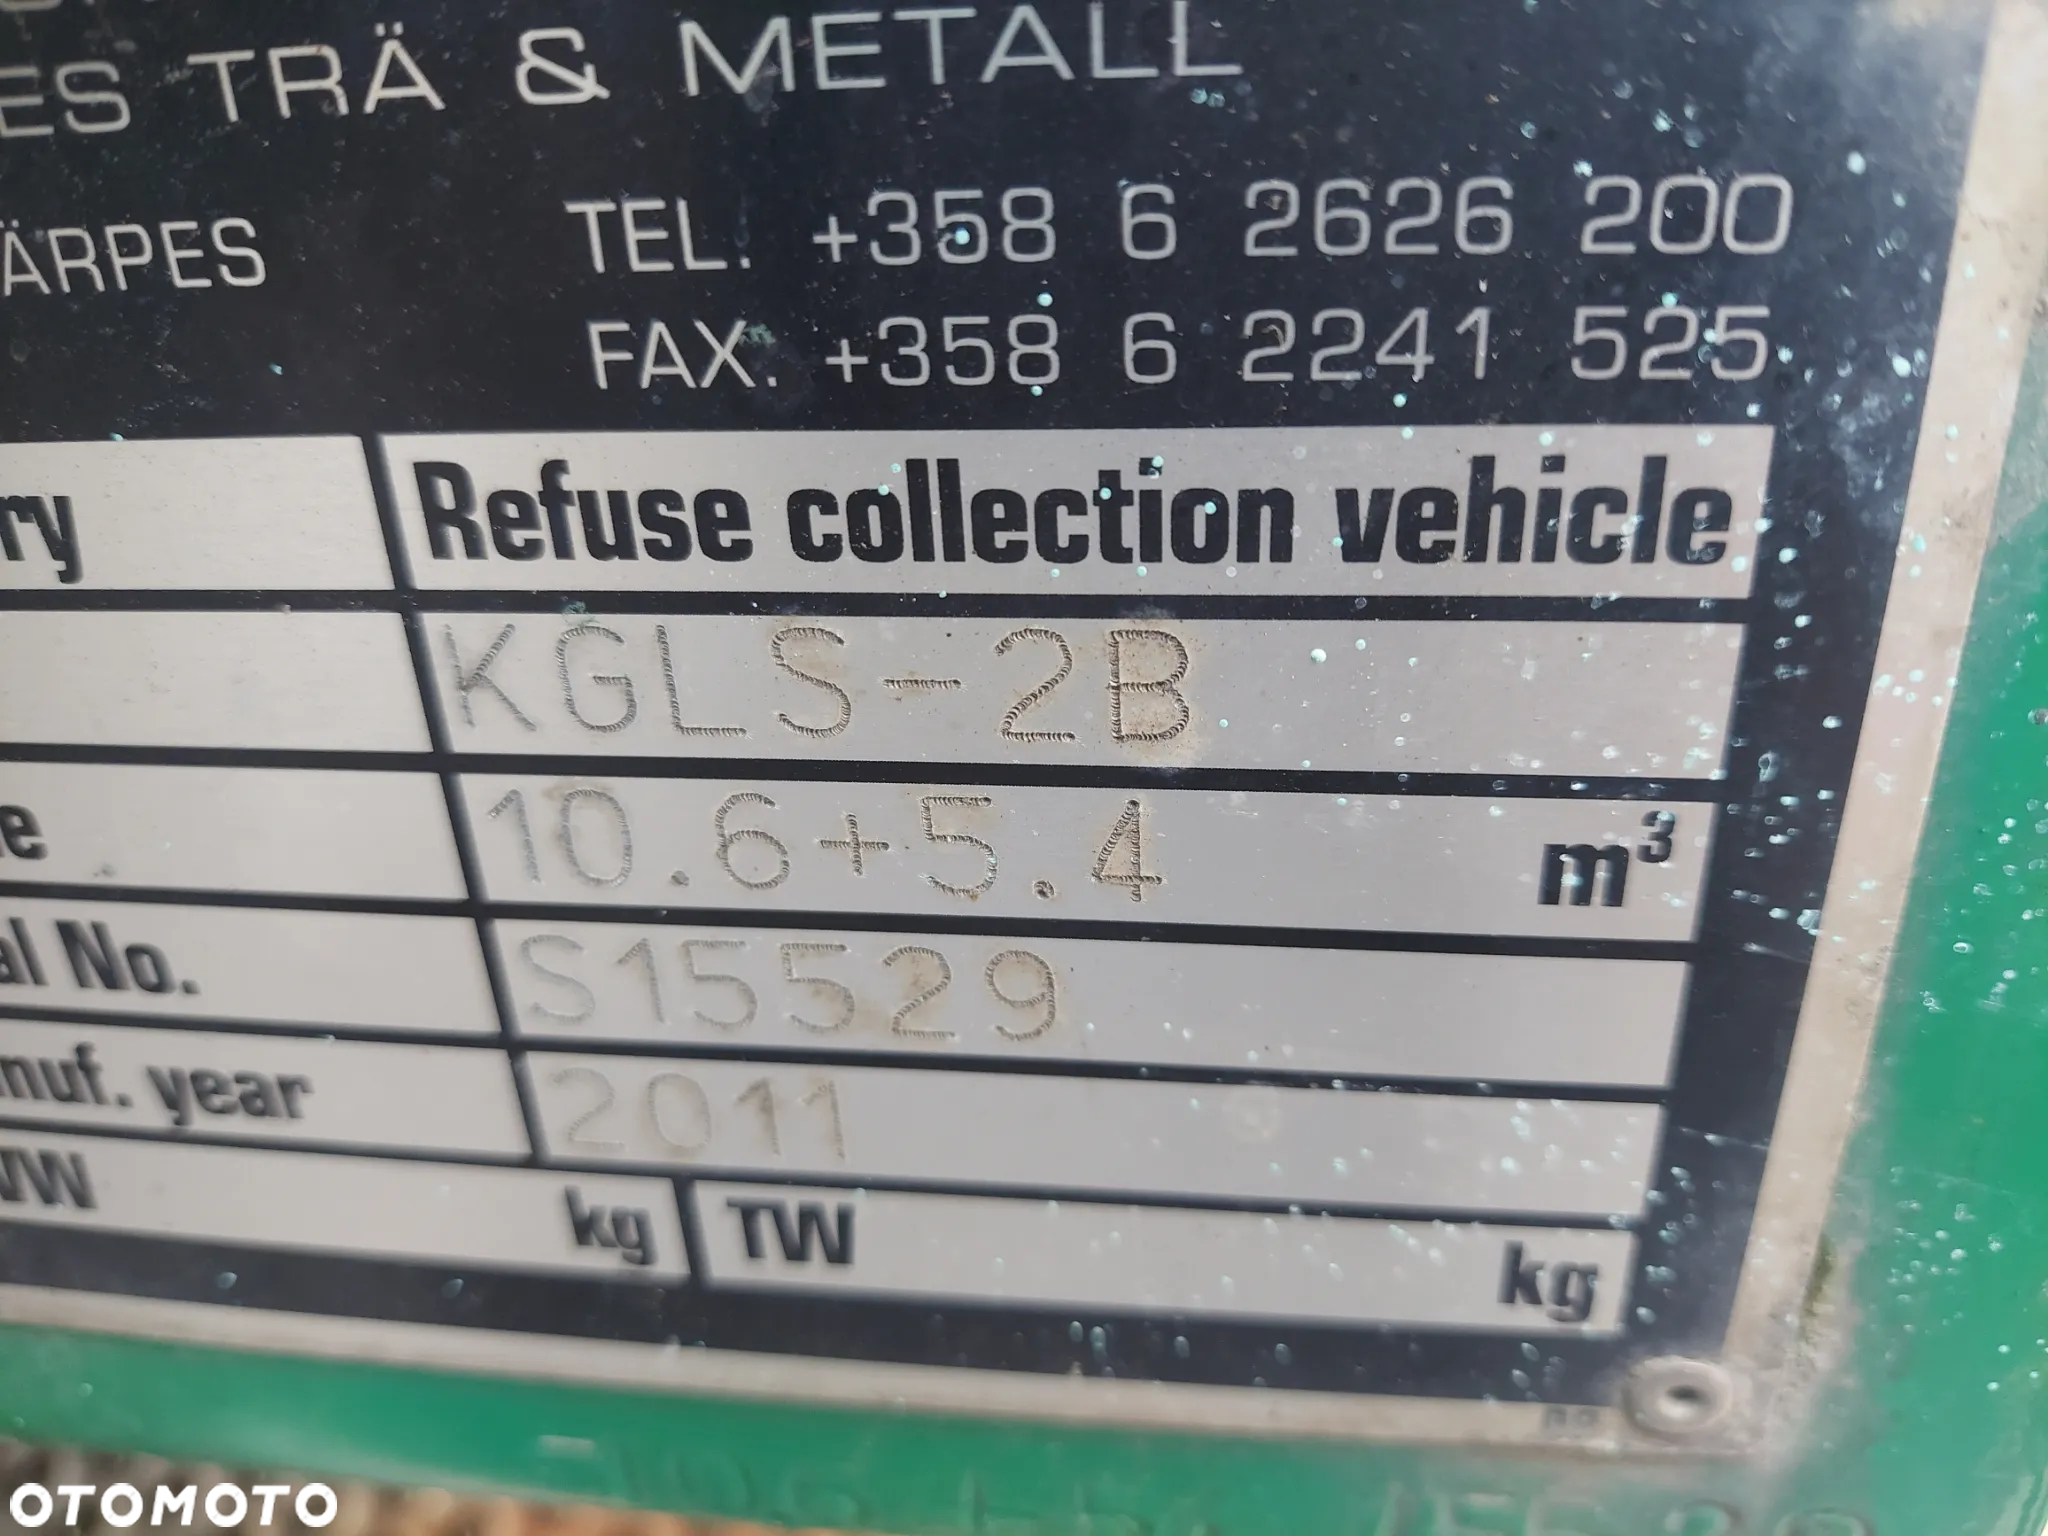 ES TRÄ & METALL
ÄRPES TEL. +358 6 2626 200
FAX. +358 6 2241 525
ry Refuse collection vehicle
KGLS-2B
e 10.6+5.4 m³
al No. S15529
nuf. year 2011
kg TW kg
OTOMOTO